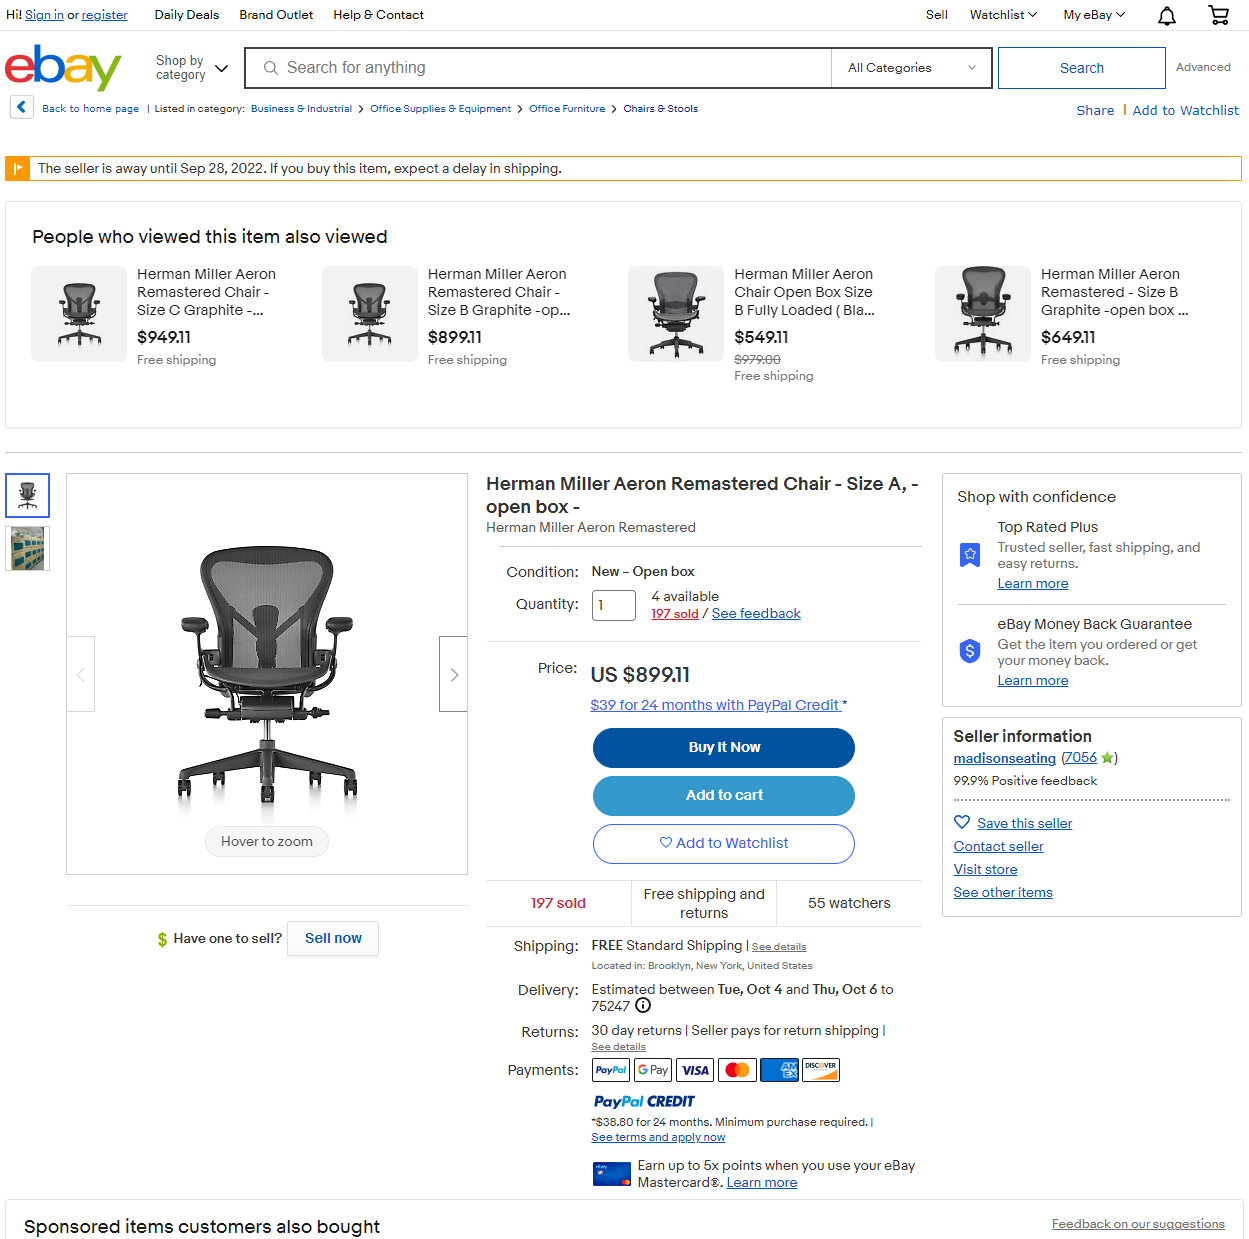 Hi! Sign in or register Daily Deals Brand Outlet Help & Contact Sell Watchlist My eBay
ebay Shop by category Search for anything All Categories Search Advanced
Back to home page | Listed in category: Business & Industrial > Office Supplies & Equipment > Office Furniture > Chairs & Stools
Share | Add to Watchlist
The seller is away until Sep 28, 2022. If you buy this item, expect a delay in shipping.
People who viewed this item also viewed
Herman Miller Aeron
Remastered Chair -
Size C Graphite -...
$949.11
Free shipping
Herman Miller Aeron
Remastered Chair -
Size B Graphite -op...
$899.11
Free shipping
Herman Miller Aeron
Chair Open Box Size
B Fully Loaded ( Bla...
$549.11
$979.00
Free shipping
Herman Miller Aeron
Remastered - Size B
Graphite -open box ...
$649.11
Free shipping
Hover to zoom
$ Have one to sell? Sell now
Herman Miller Aeron Remastered Chair - Size A, -
open box -
Herman Miller Aeron Remastered
Condition: New – Open box
Quantity: 1 4 available
197 sold / See feedback
Price: US $899.11
$39 for 24 months with PayPal Credit *
Buy It Now
Add to cart
Add to Watchlist
197 sold
Free shipping and
returns
55 watchers
Shipping: FREE Standard Shipping | See details
Located in: Brooklyn, New York, United States
Delivery: Estimated between Tue, Oct 4 and Thu, Oct 6 to
75247
Returns: 30 day returns | Seller pays for return shipping |
See details
Payments: PayPal G Pay VISA AMEX DISCOVER
PayPal CREDIT
*$38.80 for 24 months. Minimum purchase required. |
See terms and apply now
ebay
Earn up to 5x points when you use your eBay
Mastercard®. Learn more
Shop with confidence
Top Rated Plus
Trusted seller, fast shipping, and
easy returns.
Learn more
eBay Money Back Guarantee
Get the item you ordered or get
your money back.
Learn more
Seller information
madisonseating (7056)
99.9% Positive feedback
Save this seller
Contact seller
Visit store
See other items
Sponsored items customers also bought
Feedback on our suggestions